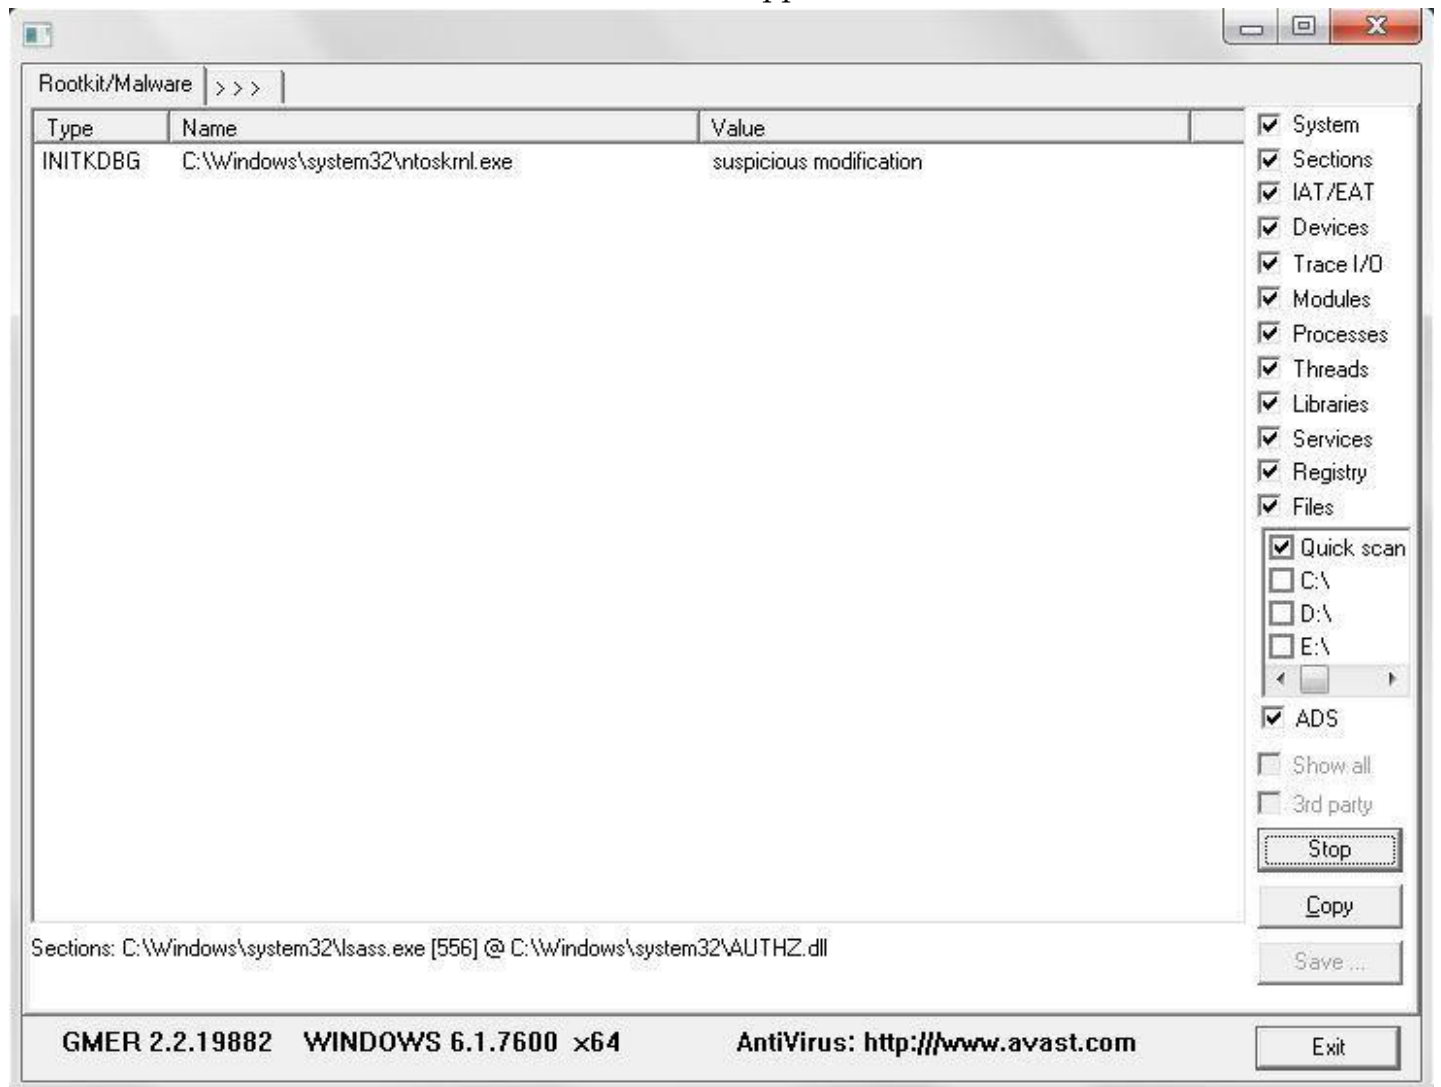 Rootkit/Malware > > >
Type Name Value
INITKDBG C:\Windows\system32\ntoskrnl.exe suspicious modification
System
Sections
IAT/EAT
Devices
Trace I/O
Modules
Processes
Threads
Libraries
Services
Registry
Files
Quick scan
C:\
D:\
E:\
ADS
Show all
3rd party
Stop
Copy
Save ...
Sections: C:\Windows\system32\lsass.exe [556] @ C:\Windows\system32\AUTHZ.dll
GMER 2.2.19882 WINDOWS 6.1.7600 x64 AntiVirus: http:///www.avast.com
Exit